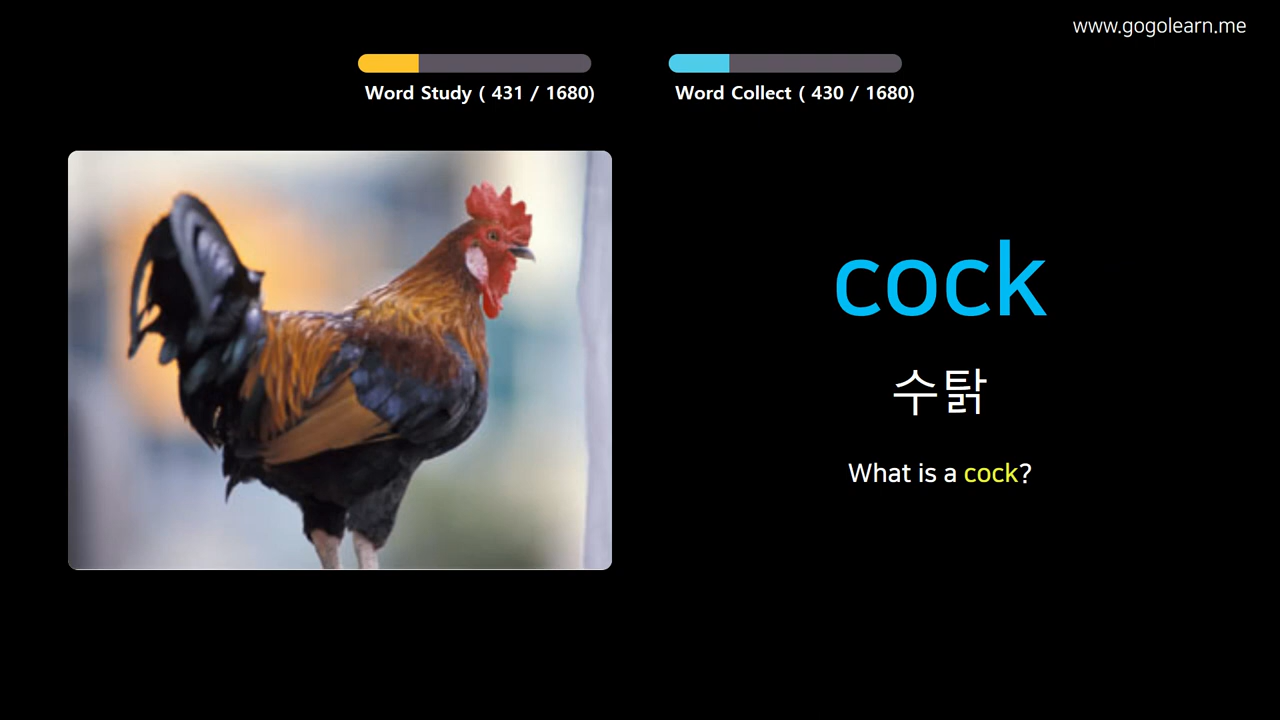 www.gogolearn.me
Word Study ( 431 / 1680)
Word Collect ( 430 / 1680)
cock
수탉
What is a cock?